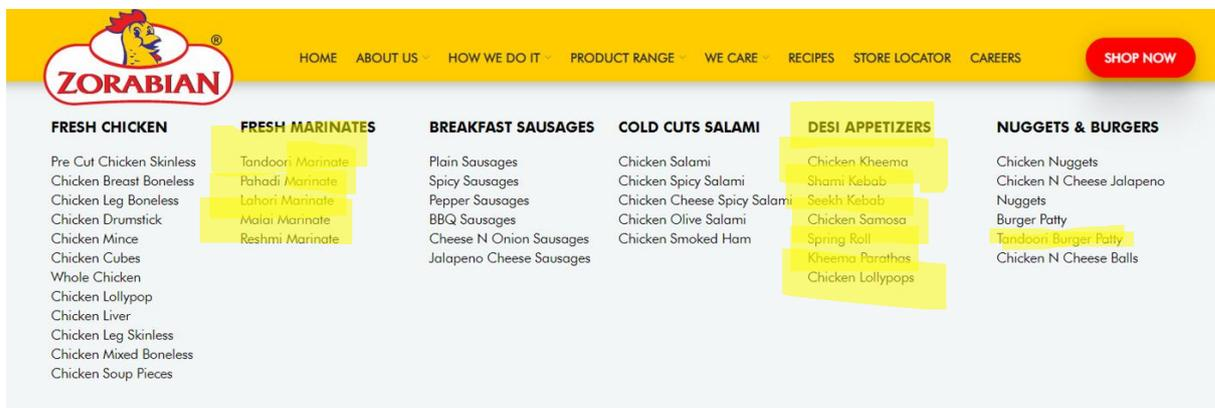 ®
ZORABIAN
HOME ABOUT US HOW WE DO IT PRODUCT RANGE WE CARE RECIPES STORE LOCATOR CAREERS SHOP NOW
FRESH CHICKEN
Pre Cut Chicken Skinless
Chicken Breast Boneless
Chicken Leg Boneless
Chicken Drumstick
Chicken Mince
Chicken Cubes
Whole Chicken
Chicken Lollypop
Chicken Liver
Chicken Leg Skinless
Chicken Mixed Boneless
Chicken Soup Pieces
FRESH MARINATES
Tandoori Marinate
Pahadi Marinate
Lahori Marinate
Malai Marinate
Reshmi Marinate
BREAKFAST SAUSAGES
Plain Sausages
Spicy Sausages
Pepper Sausages
BBQ Sausages
Cheese N Onion Sausages
Jalapeno Cheese Sausages
COLD CUTS SALAMI
Chicken Salami
Chicken Spicy Salami
Chicken Cheese Spicy Salami
Chicken Olive Salami
Chicken Smoked Ham
DESI APPETIZERS
Chicken Kheema
Shami Kebab
Seekh Kebab
Chicken Samosa
Spring Roll
Kheema Parathas
Chicken Lollypops
NUGGETS & BURGERS
Chicken Nuggets
Chicken N Cheese Jalapeno
Nuggets
Burger Patty
Tandoori Burger Patty
Chicken N Cheese Balls